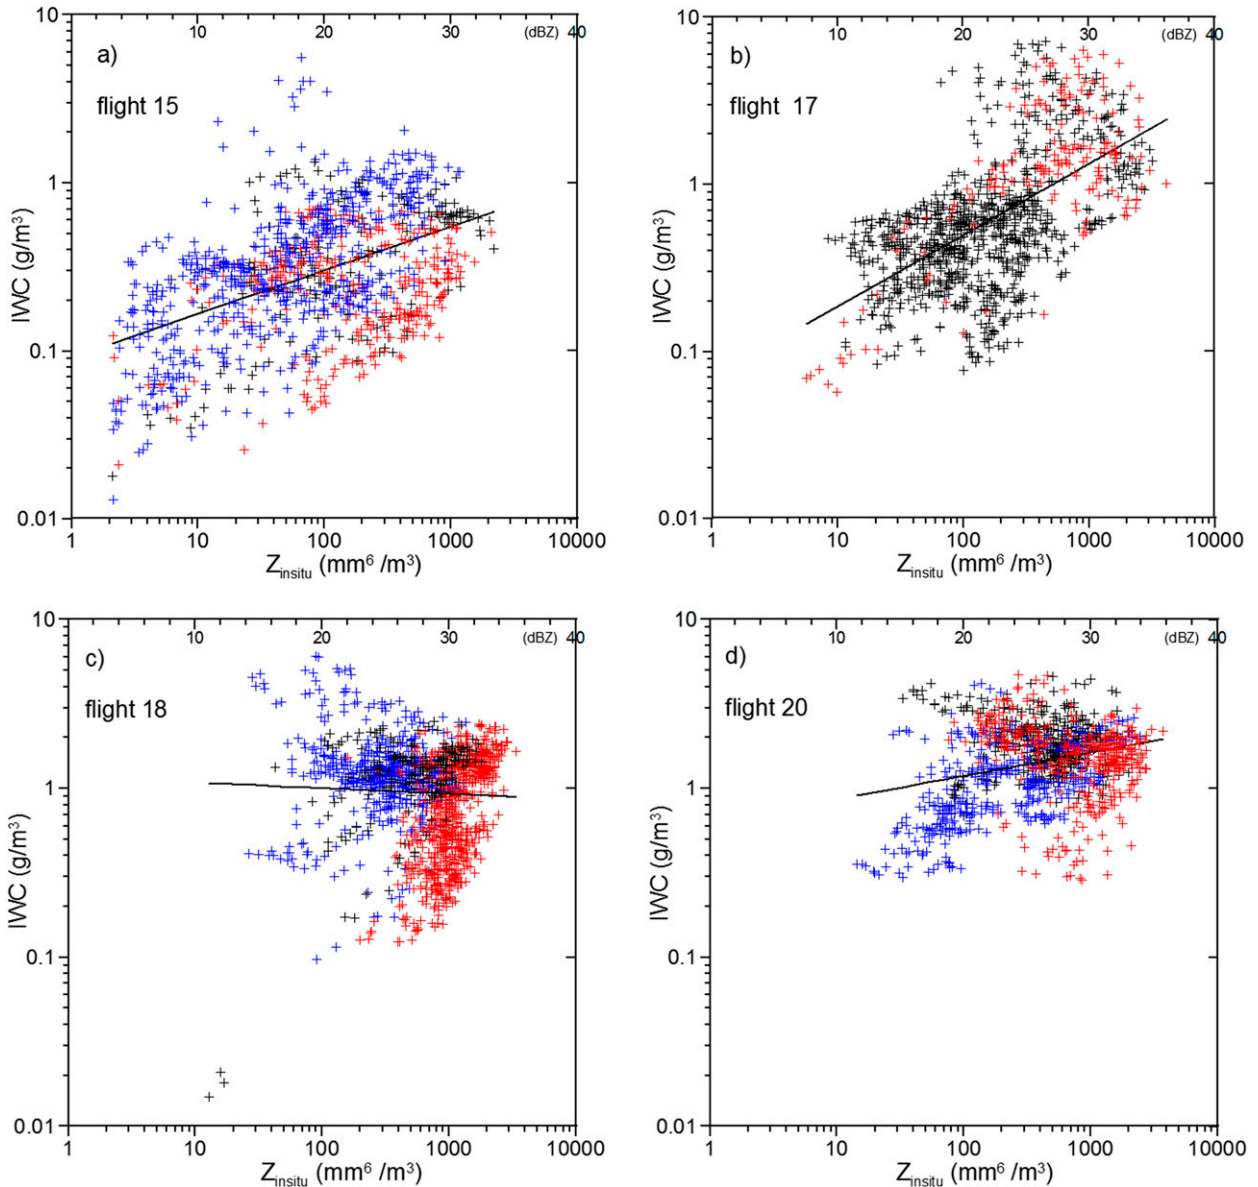 10 20 30 (dBZ) 40
10
a)
flight 15
1
0.1
0.01
IWC (g/m³)
1 10 100 1000 10000
Zinsitu (mm⁶ /m³)
10 20 30 (dBZ) 40
10
b)
flight 17
1
0.1
0.01
IWC (g/m³)
1 10 100 1000 10000
Zinsitu (mm⁶ /m³)
10 20 30 (dBZ) 40
10
c)
flight 18
1
0.1
0.01
IWC (g/m³)
1 10 100 1000 10000
Zinsitu (mm⁶ /m³)
10 20 30 (dBZ) 40
10
d)
flight 20
1
0.1
0.01
IWC (g/m³)
1 10 100 1000 10000
Zinsitu (mm⁶ /m³)